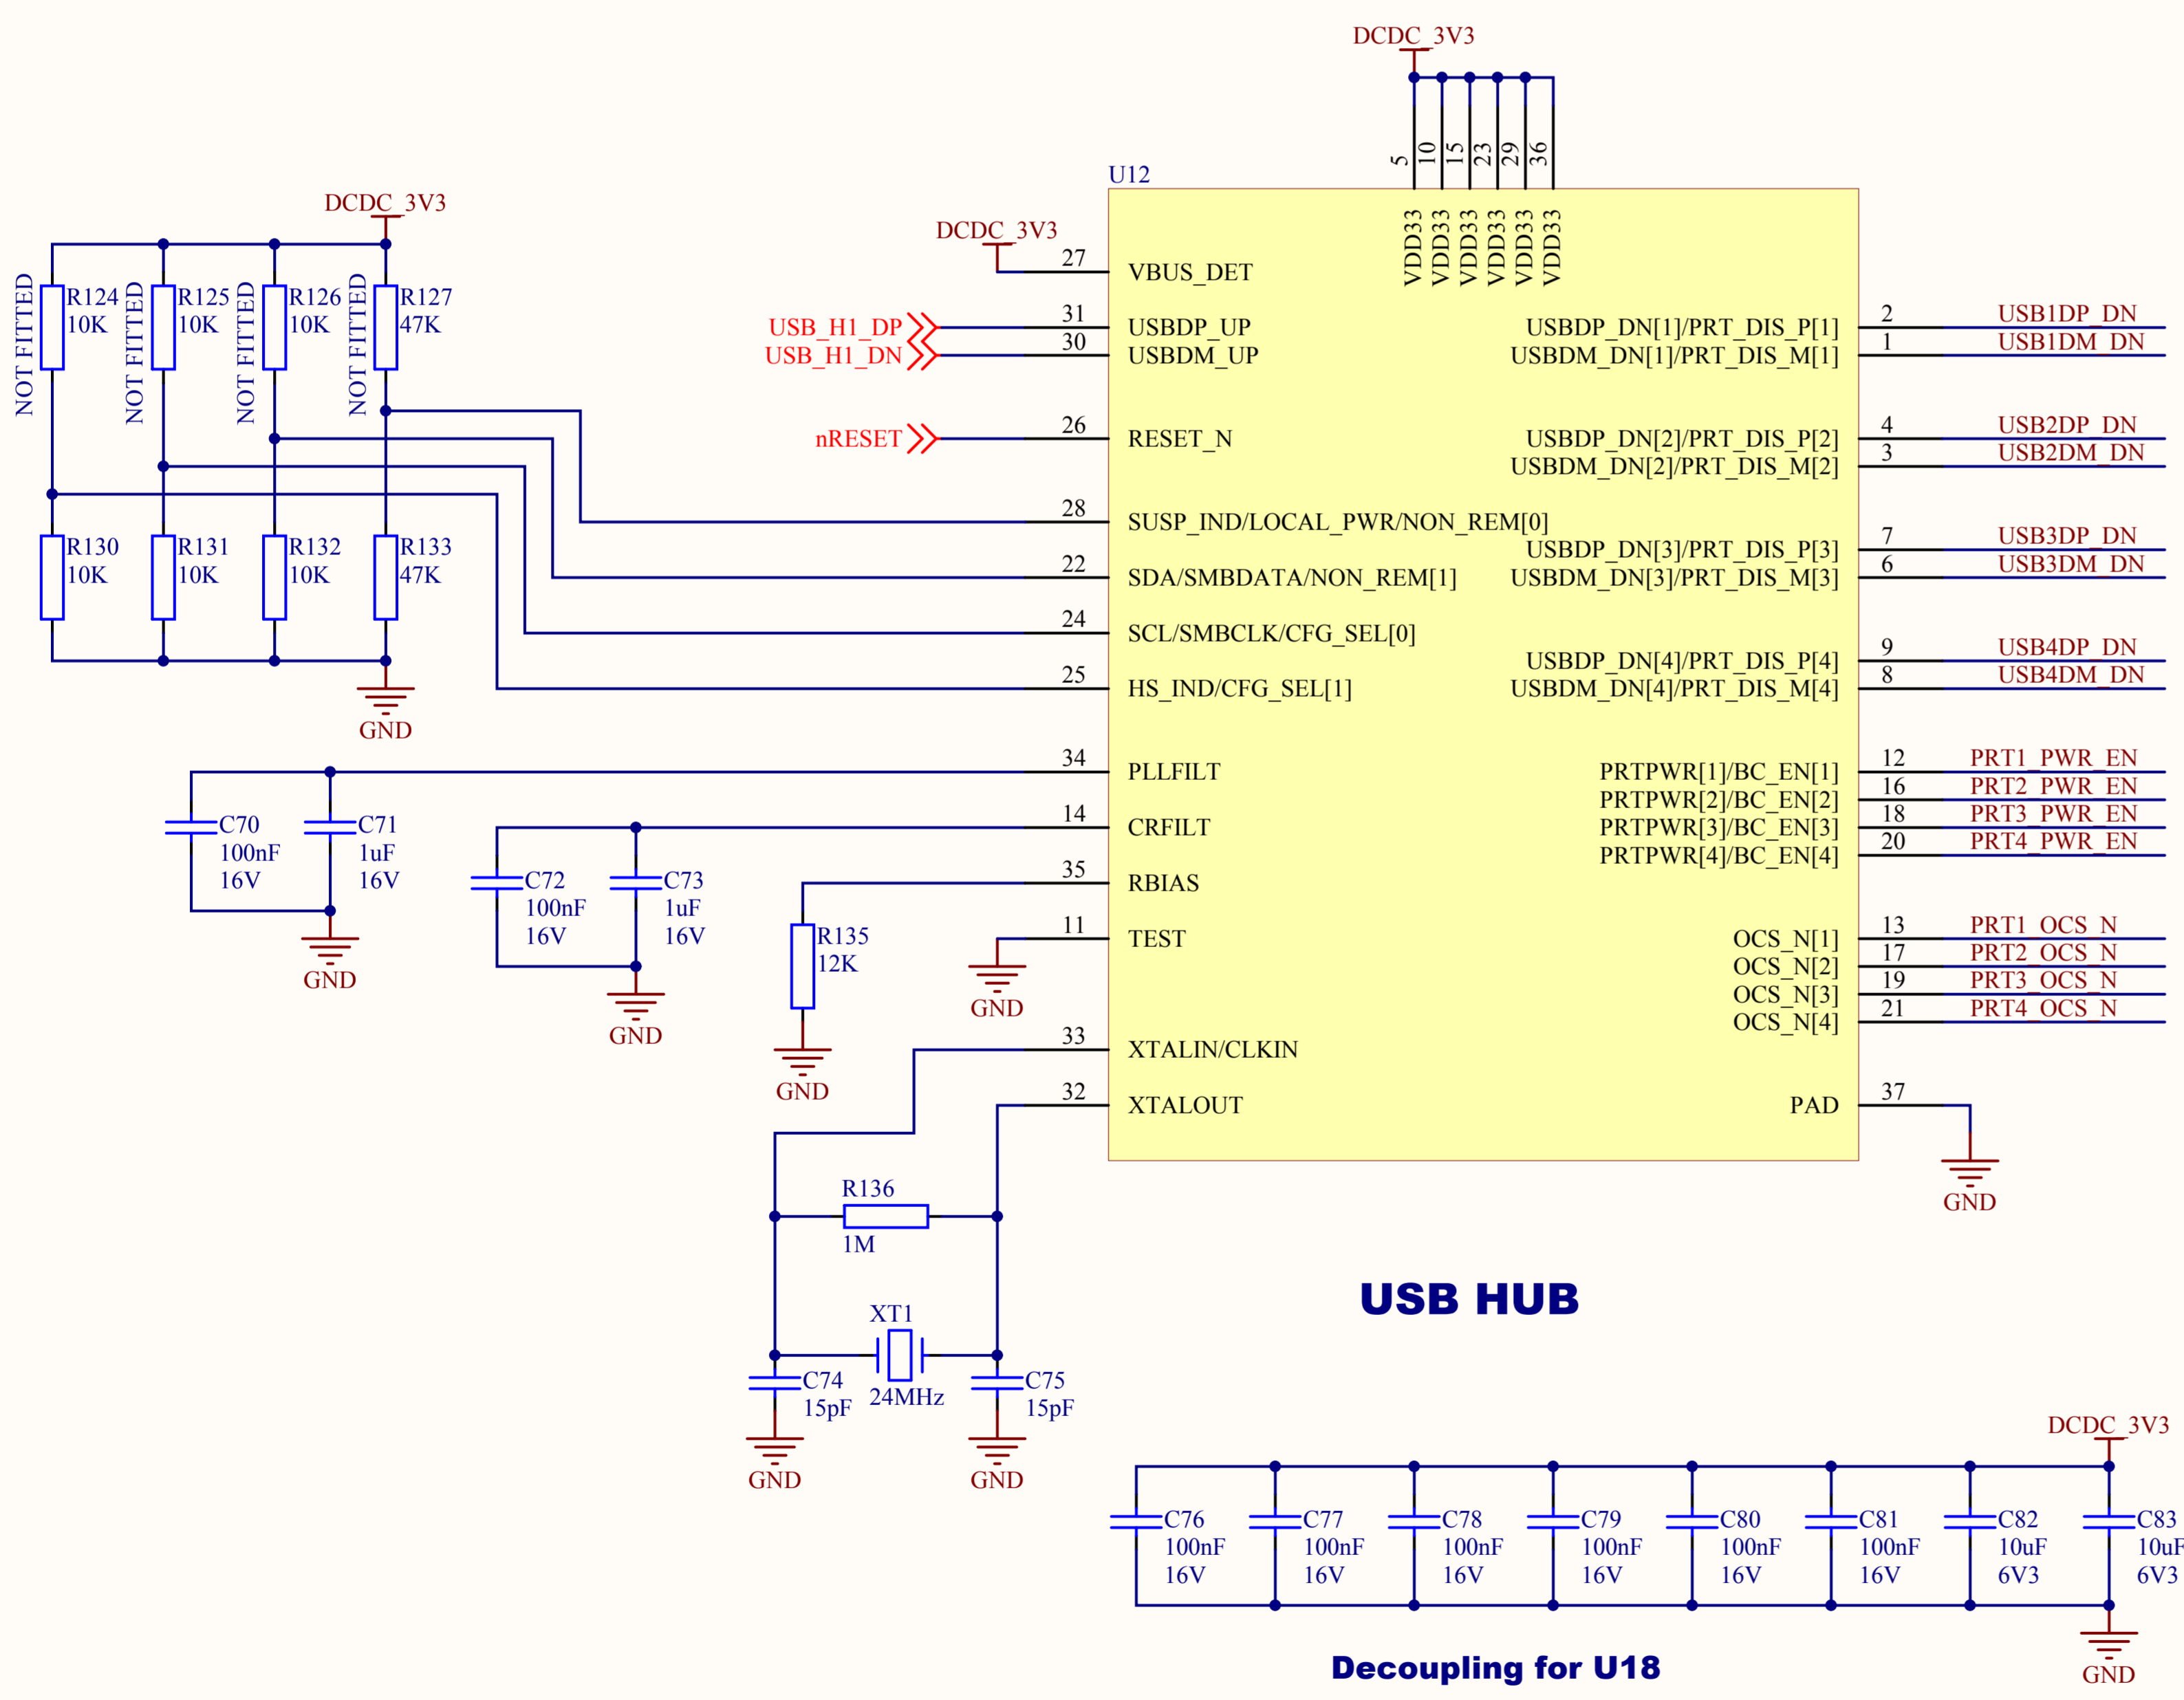 DCDC_3V3
U12
5
10
15
23
29
36
VDD33
VDD33
VDD33
VDD33
VDD33
VDD33
DCDC_3V3
NOT FITTED
R124
10K
NOT FITTED
R125
10K
NOT FITTED
R126
10K
NOT FITTED
R127
47K
R130
10K
R131
10K
R132
10K
R133
47K
GND
DCDC_3V3
27 VBUS_DET
USB_H1_DP 31 USBDP_UP
USB_H1_DN 30 USBDM_UP
nRESET 26 RESET_N
28 SUSP_IND/LOCAL_PWR/NON_REM[0]
22 SDA/SMBDATA/NON_REM[1]
24 SCL/SMBCLK/CFG_SEL[0]
25 HS_IND/CFG_SEL[1]
34 PLLFILT
14 CRFILT
35 RBIAS
11 TEST
33 XTALIN/CLKIN
32 XTALOUT
USBDP_DN[1]/PRT_DIS_P[1] 2 USB1DP_DN
USBDM_DN[1]/PRT_DIS_M[1] 1 USB1DM_DN
USBDP_DN[2]/PRT_DIS_P[2] 4 USB2DP_DN
USBDM_DN[2]/PRT_DIS_M[2] 3 USB2DM_DN
USBDP_DN[3]/PRT_DIS_P[3] 7 USB3DP_DN
USBDM_DN[3]/PRT_DIS_M[3] 6 USB3DM_DN
USBDP_DN[4]/PRT_DIS_P[4] 9 USB4DP_DN
USBDM_DN[4]/PRT_DIS_M[4] 8 USB4DM_DN
PRTPWR[1]/BC_EN[1] 12 PRT1_PWR_EN
PRTPWR[2]/BC_EN[2] 16 PRT2_PWR_EN
PRTPWR[3]/BC_EN[3] 18 PRT3_PWR_EN
PRTPWR[4]/BC_EN[4] 20 PRT4_PWR_EN
OCS_N[1] 13 PRT1_OCS_N
OCS_N[2] 17 PRT2_OCS_N
OCS_N[3] 19 PRT3_OCS_N
OCS_N[4] 21 PRT4_OCS_N
PAD 37
GND
C70
100nF
16V
C71
1uF
16V
GND
C72
100nF
16V
C73
1uF
16V
GND
R135
12K
GND
GND
R136
1M
XT1
24MHz
C74
15pF
GND
C75
15pF
GND
USB HUB
DCDC_3V3
C76
100nF
16V
C77
100nF
16V
C78
100nF
16V
C79
100nF
16V
C80
100nF
16V
C81
100nF
16V
C82
10uF
6V3
C83
10uF
6V3
GND
Decoupling for U18